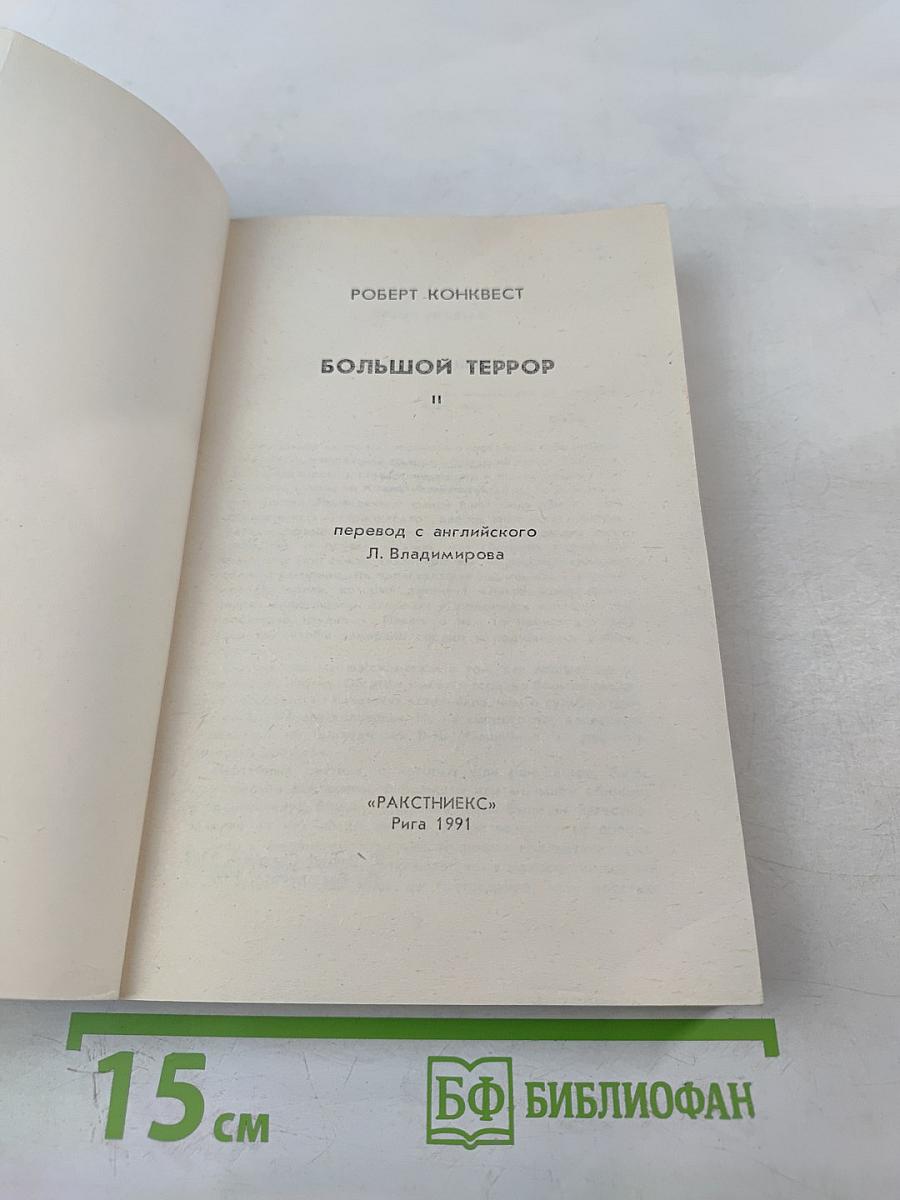 РОБЕРТ КОНКВЕСТ
БОЛЬШОЙ ТЕРРОР
II
перевод с английского
Л. Владимирова
«РАКСТНИЕКС»
Рига 1991
15 см
БФ БИБЛИОФАН